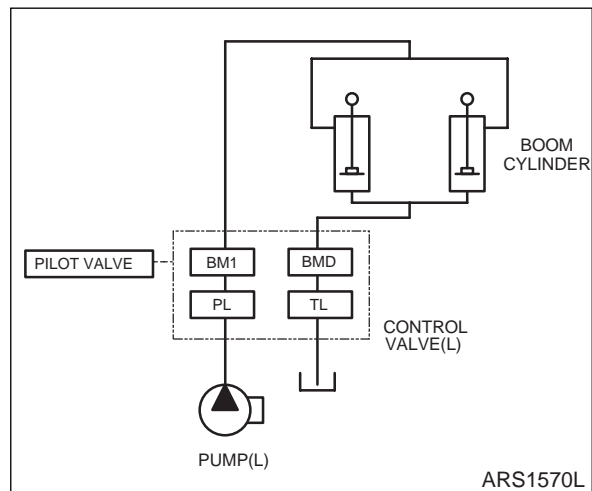 BOOM
CYLINDER
PILOT VALVE
BM1
BMD
PL
TL
CONTROL
VALVE(L)
PUMP(L)
ARS1570L